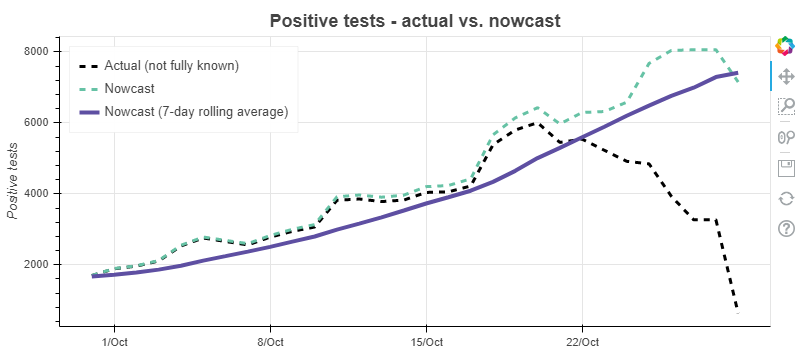 Positive tests - actual vs. nowcast
Actual (not fully known)
Nowcast
Nowcast (7-day rolling average)
Positive tests
8000
6000
4000
2000
1/Oct
8/Oct
15/Oct
22/Oct